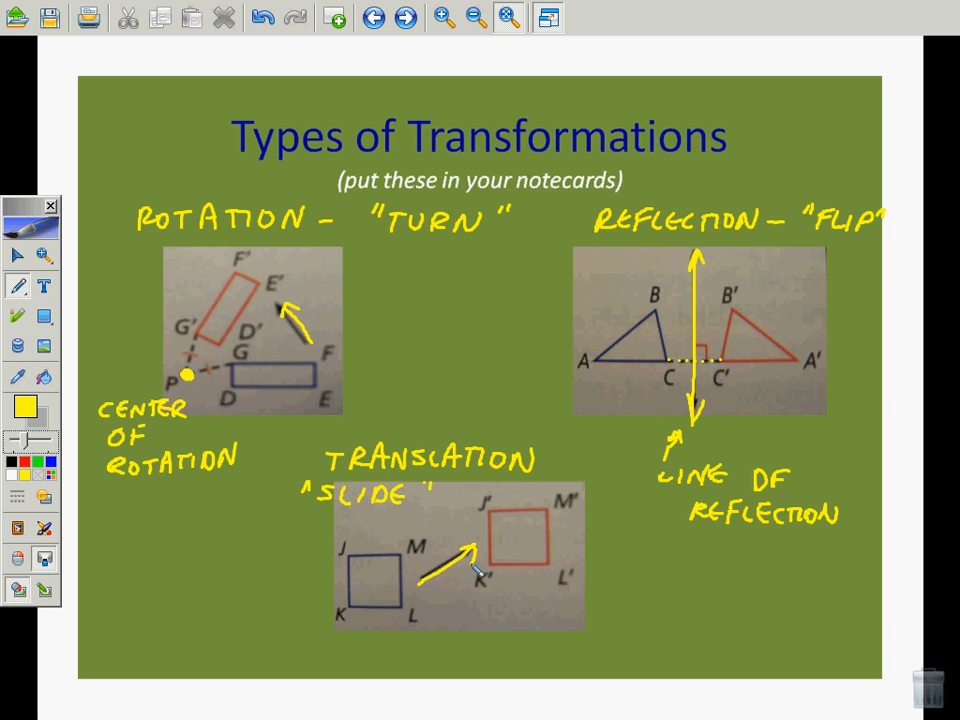 Types of Transformations
(put these in your notecards)
ROTATION - "TURN"
REFLECTION - "FLIP"
F'
E'
G'
D'
G
F
P
D
E
CENTER
OF
ROTATION
B
B'
A
C
C'
A'
LINE OF
REFLECTION
TRANSLATION
"SLIDE"
J'
M'
J
M
K'
L'
K
L
T